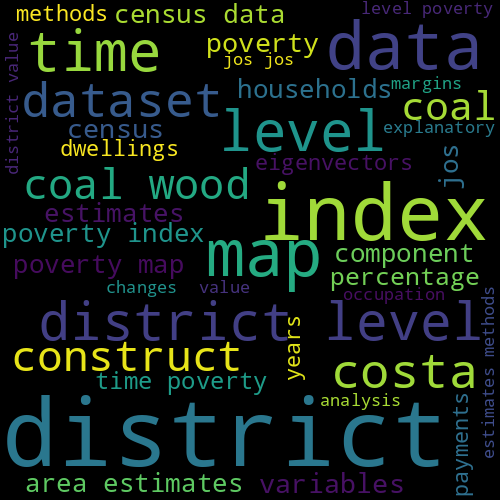 methods
census data
level poverty
time
poverty
data
jos jos
district value
dataset
households
margins
coal
census
level
explanatory
dwellings
eigenvectors
jos
coal wood
index
estimates
poverty index
map
component
poverty map
percentage
changes
value
occupation
district level
estimates methods
construct
years
costa
time poverty
analysis
payments
district
area estimates
variables